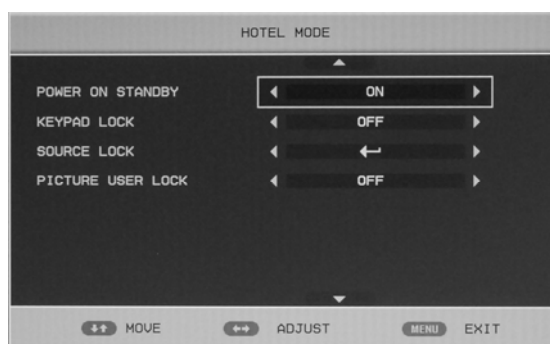 HOTEL MODE
POWER ON STANDBY ON
KEYPAD LOCK OFF
SOURCE LOCK
PICTURE USER LOCK OFF
MOVE ADJUST MENU EXIT